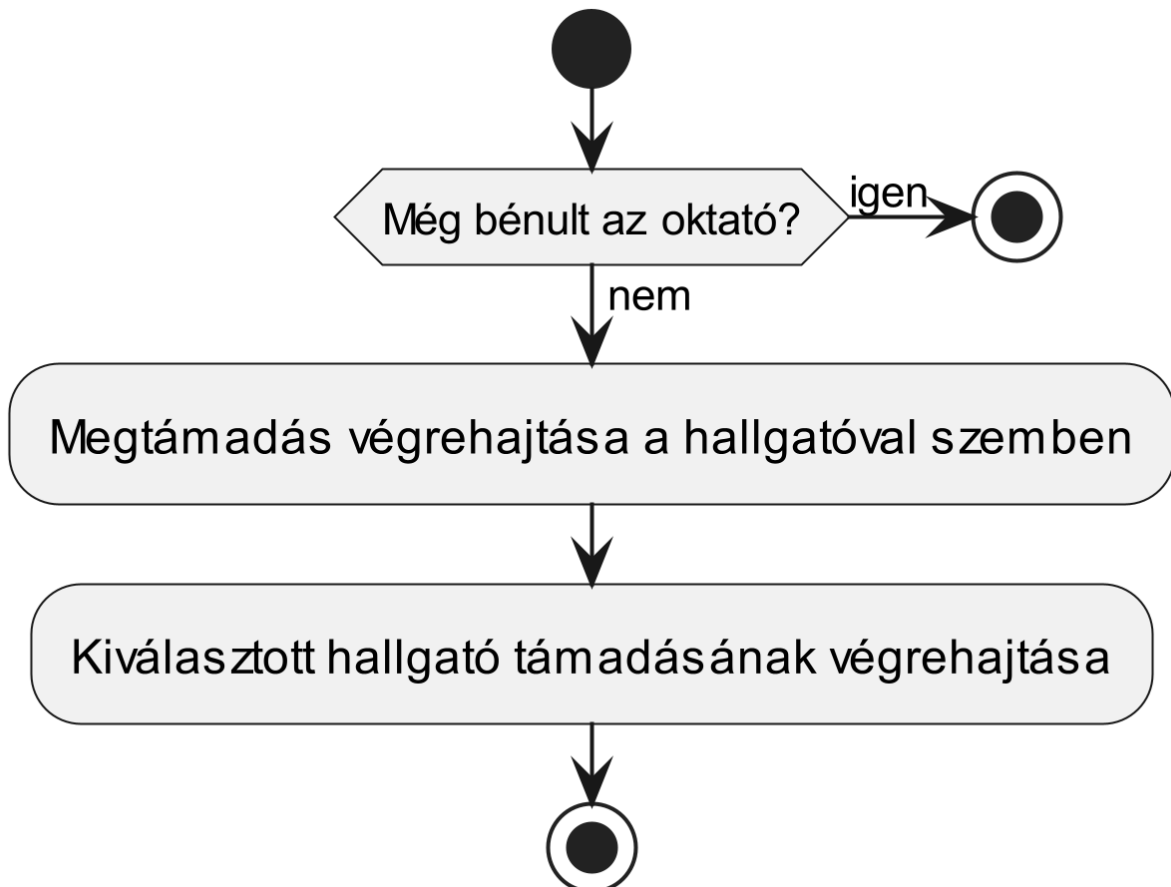 Még bénult az oktató?
igen
nem
Megtámadás végrehajtása a hallgatóval szemben
Kiválasztott hallgató támadásának végrehajtása